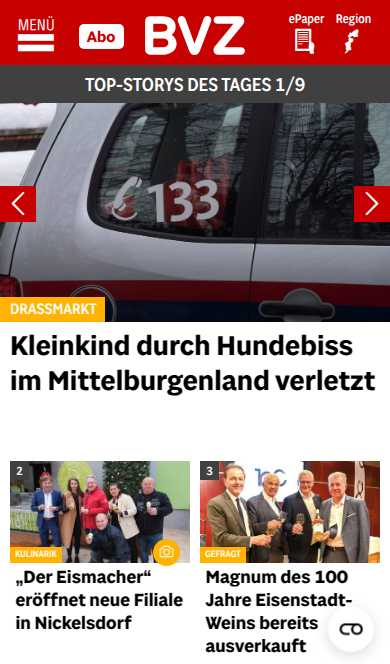 MENÜ
Abo
BVZ
ePaper
Region
TOP-STORYS DES TAGES 1/9
133
DRASSMARKT
Kleinkind durch Hundebiss
im Mittelburgenland verletzt
2
KULINARIK
„Der Eismacher“
eröffnet neue Filiale
in Nickelsdorf
3
GEFRAGT
Magnum des 100
Jahre Eisenstadt-
Weins bereits
ausverkauft